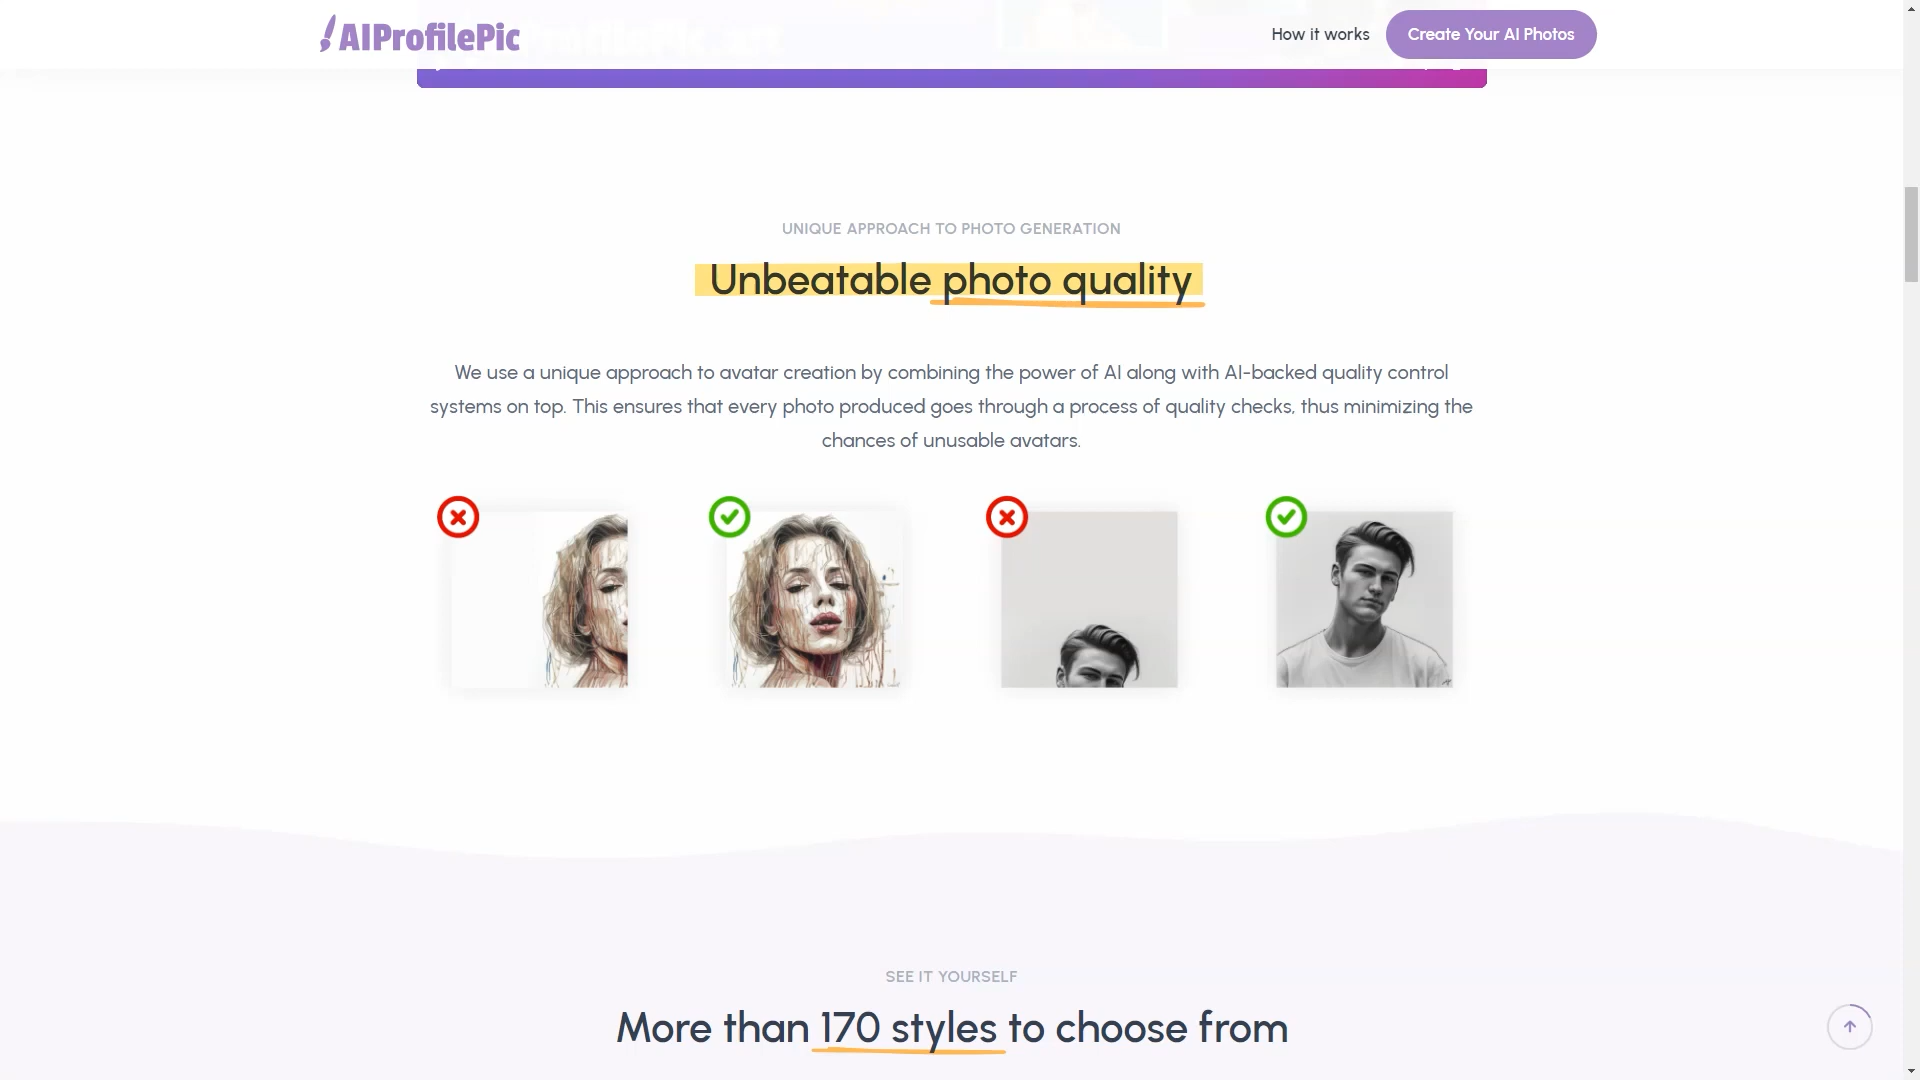 AIProfilePic
How it works
Create Your AI Photos
UNIQUE APPROACH TO PHOTO GENERATION
Unbeatable photo quality
We use a unique approach to avatar creation by combining the power of AI along with AI-backed quality control
systems on top. This ensures that every photo produced goes through a process of quality checks, thus minimizing the
chances of unusable avatars.
SEE IT YOURSELF
More than 170 styles to choose from